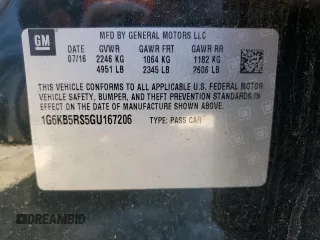 GM
MFD BY GENERAL MOTORS LLC
DATE GVWR GAWR FRT GAWR RR
07/16 2246 KG 1064 KG 1182 KG
4951 LB 2345 LB 2606 LB
THIS VEHICLE CONFORMS TO ALL APPLICABLE U.S. FEDERAL MOTOR
VEHICLE SAFETY, BUMPER, AND THEFT PREVENTION STANDARDS IN
EFFECT ON THE DATE OF MANUFACTURE SHOWN ABOVE.
1G6KB5RS5GU167206 TYPE: PASS CAR
DREAMBID